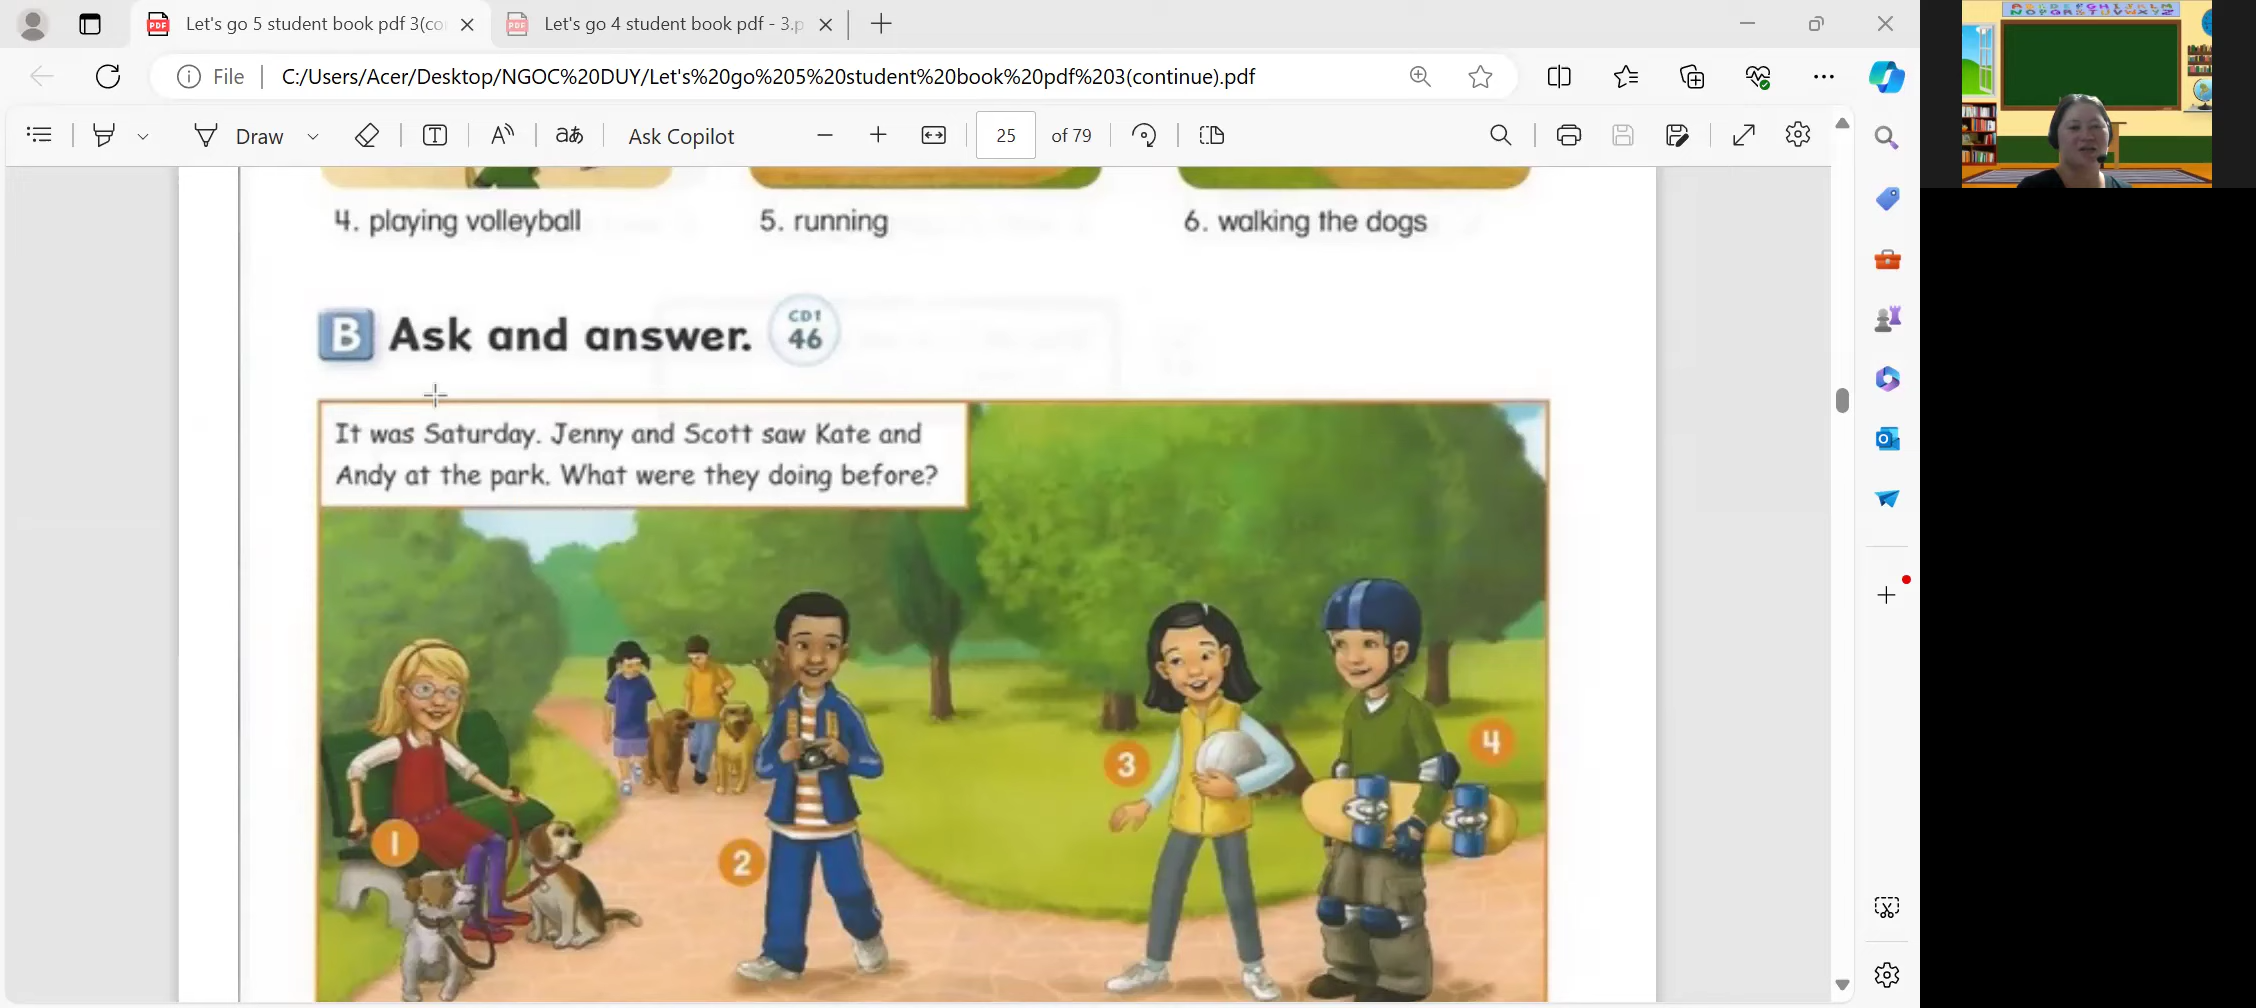 Let's go 5 student book pdf 3(co
Let's go 4 student book pdf - 3.p
File
C:/Users/Acer/Desktop/NGOC%20DUY/Let's%20go%205%20student%20book%20pdf%203(continue).pdf
Draw
Ask Copilot
25
of 79
4. playing volleyball
5. running
6. walking the dogs
B Ask and answer.
CD1
46
It was Saturday. Jenny and Scott saw Kate and
Andy at the park. What were they doing before?
1
2
3
4